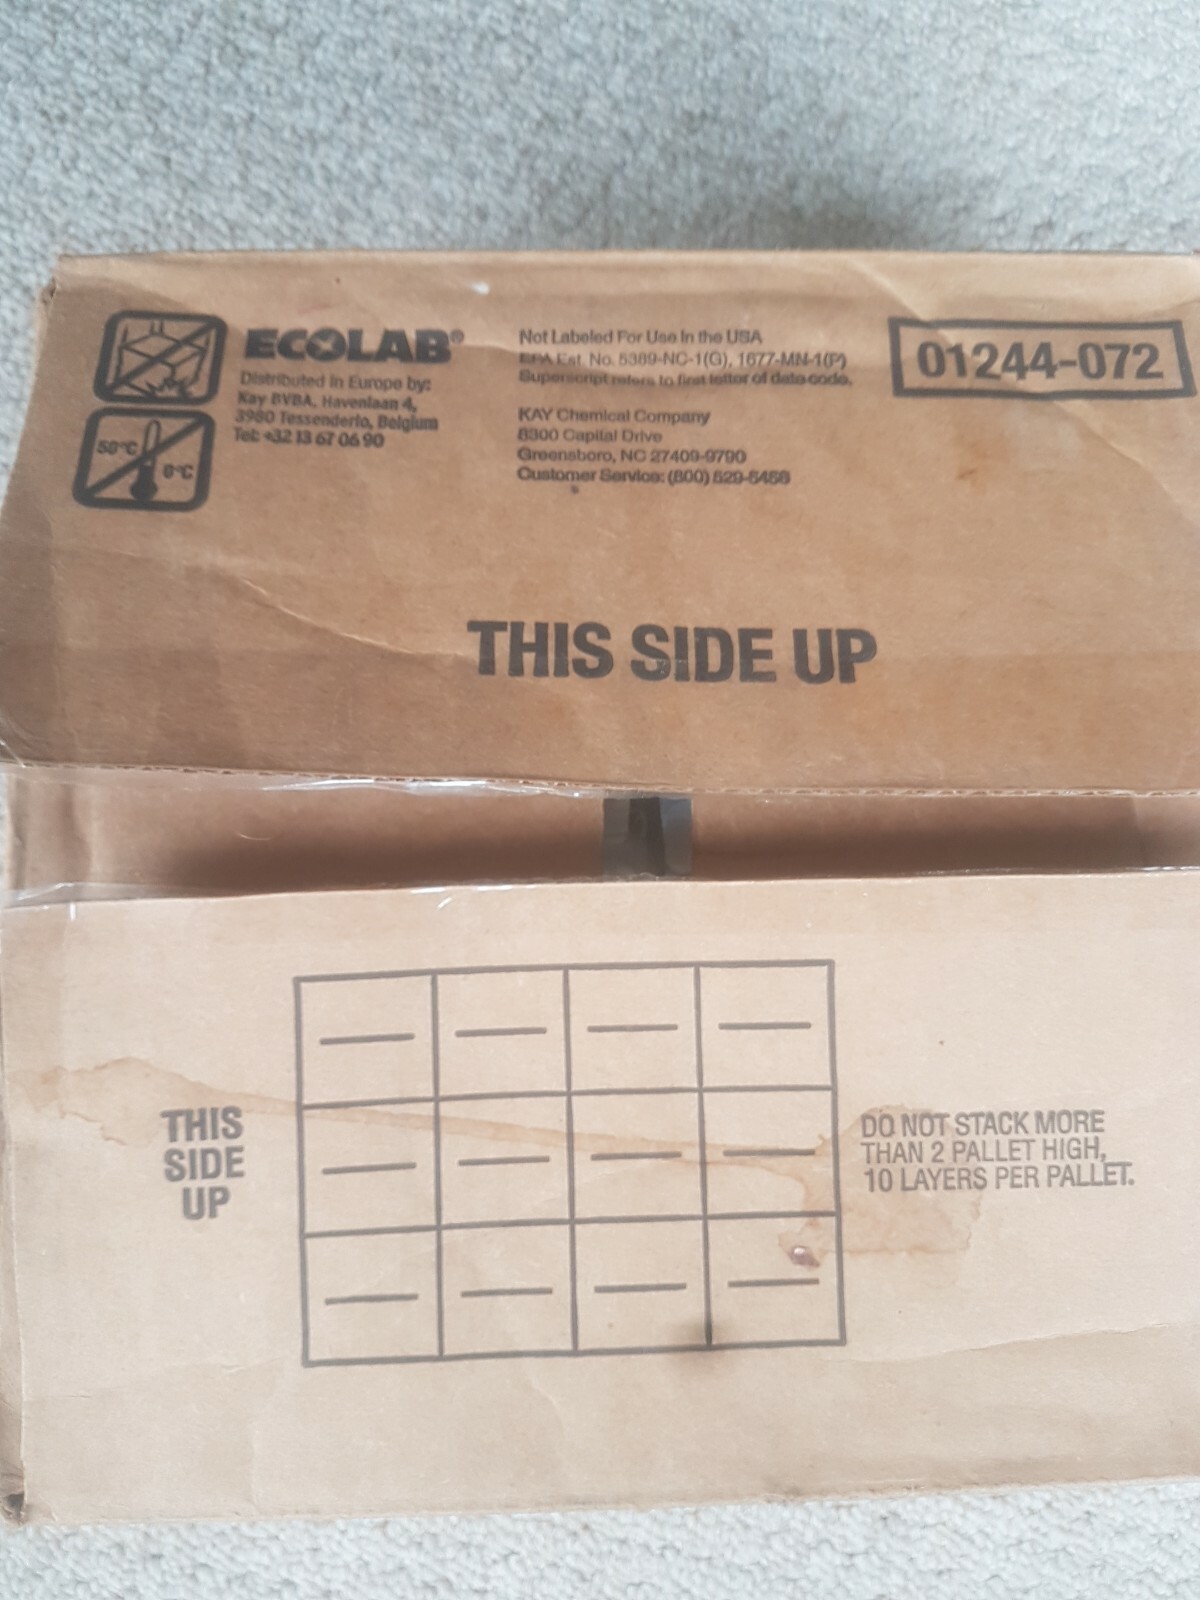 50°C
0°C
ECOLAB®
Distributed in Europe by:
Kay BVBA, Havenlaan 4,
3980 Tessenderlo, Belgium
Tel: +32 13 67 06 90
Not Labeled For Use In the USA
EPA Est. No. 5389-NC-1(G), 1677-MN-1(P)
Superscript refers to first letter of date code.
KAY Chemical Company
8300 Capital Drive
Greensboro, NC 27409-9790
Customer Service: (800) 529-5458
01244-072
THIS SIDE UP
THIS
SIDE
UP
DO NOT STACK MORE
THAN 2 PALLET HIGH,
10 LAYERS PER PALLET.